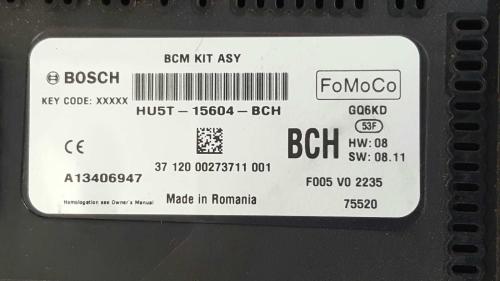 BCM KIT ASY
BOSCH
FoMoCo
KEY CODE: XXXXX
HU5T-15604-BCH
GQ6KD
53F
BCH
HW: 08
SW: 08.11
CE
37 120 00273711 001
A13406947
F005 V0 2235
Made in Romania
75520
Homologation see Owner's Manual